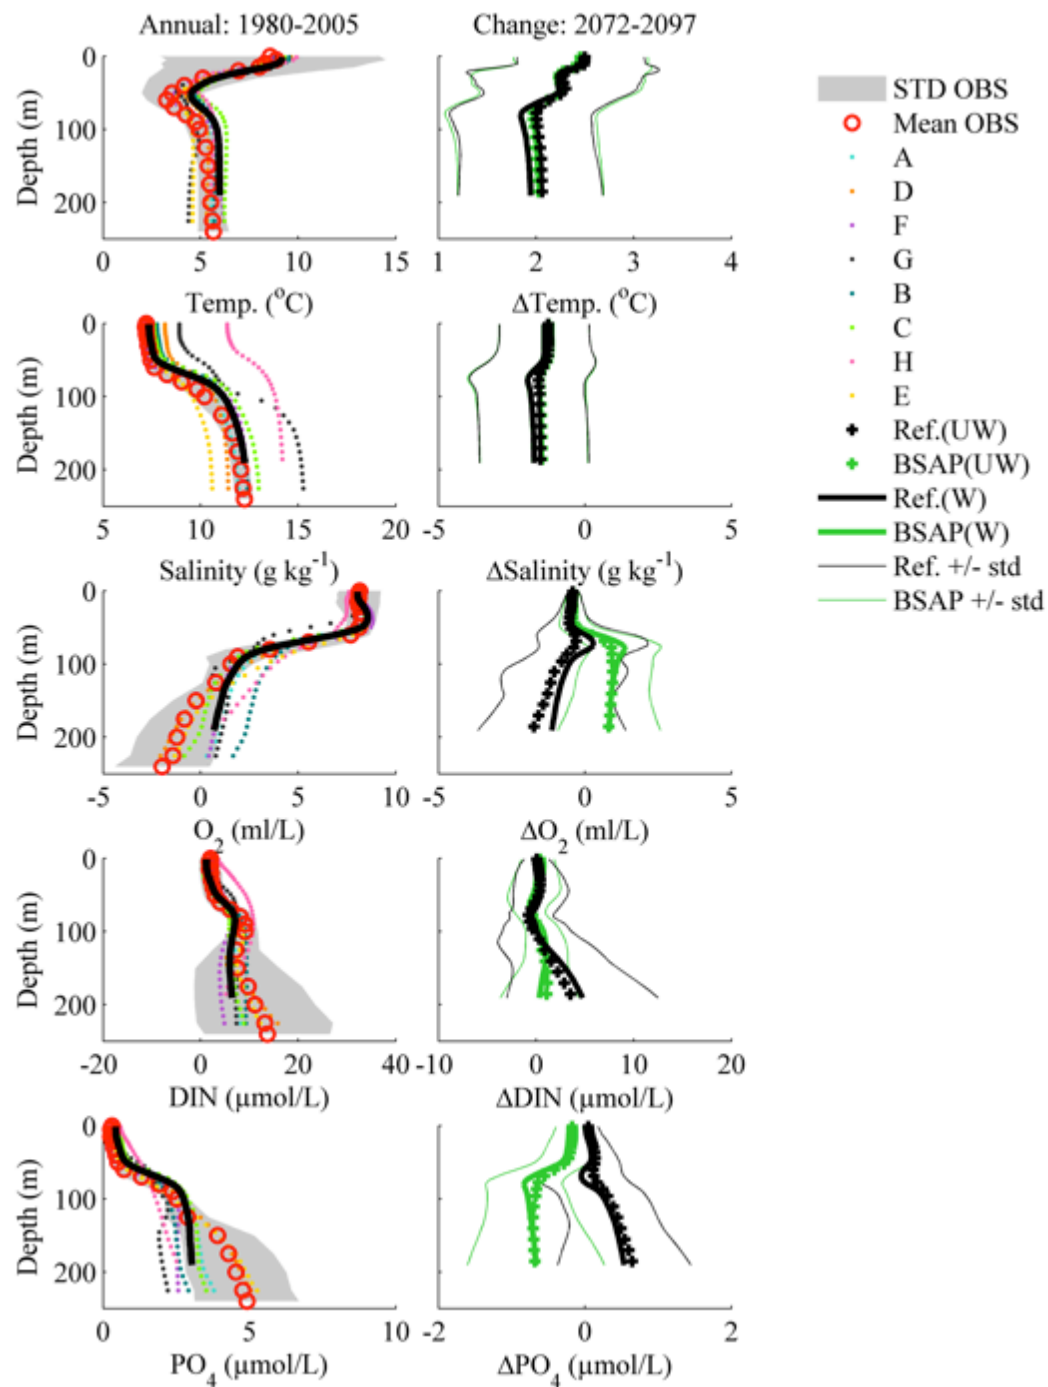 Annual: 1980-2005 Change: 2072-2097
0
100
200
Depth (m)
0 5 10 15
1 2 3 4
Temp. (°C) ΔTemp. (°C)
0
100
200
Depth (m)
5 10 15 20
-5 0 5
Salinity (g kg⁻¹) ΔSalinity (g kg⁻¹)
0
100
200
Depth (m)
-5 0 5 10
-5 0 5
O₂ (ml/L) ΔO₂ (ml/L)
0
100
200
Depth (m)
-20 0 20 40
-10 0 10 20
DIN (μmol/L) ΔDIN (μmol/L)
0
100
200
Depth (m)
0 5 10
-2 0 2
PO₄ (μmol/L) ΔPO₄ (μmol/L)
STD OBS
Mean OBS
A
D
F
G
B
C
H
E
Ref.(UW)
BSAP(UW)
Ref.(W)
BSAP(W)
Ref. +/- std
BSAP +/- std